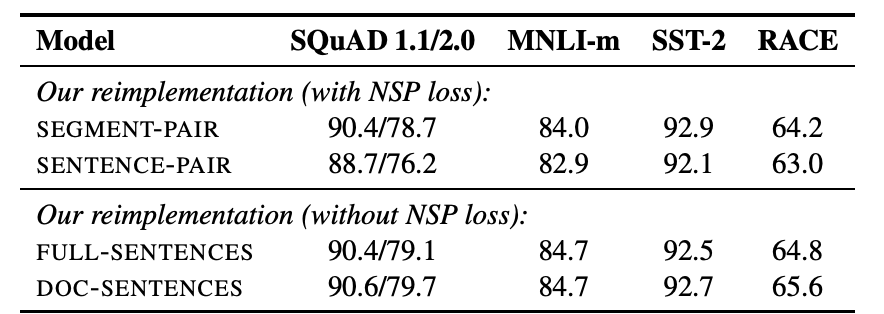 Model SQuAD 1.1/2.0 MNLI-m SST-2 RACE
Our reimplementation (with NSP loss):
SEGMENT-PAIR 90.4/78.7 84.0 92.9 64.2
SENTENCE-PAIR 88.7/76.2 82.9 92.1 63.0
Our reimplementation (without NSP loss):
FULL-SENTENCES 90.4/79.1 84.7 92.5 64.8
DOC-SENTENCES 90.6/79.7 84.7 92.7 65.6